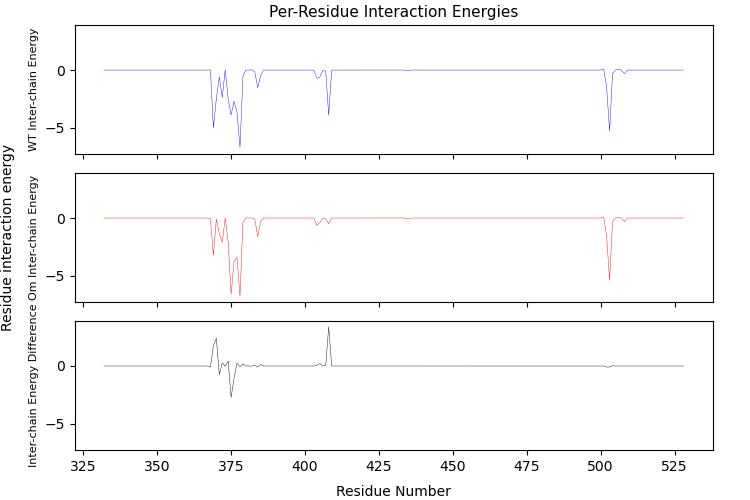 Per-Residue Interaction Energies
Residue interaction energy
WT Inter-chain Energy
0
−5
Om Inter-chain Energy
0
−5
Inter-chain Energy Difference
0
−5
325 350 375 400 425 450 475 500 525
Residue Number